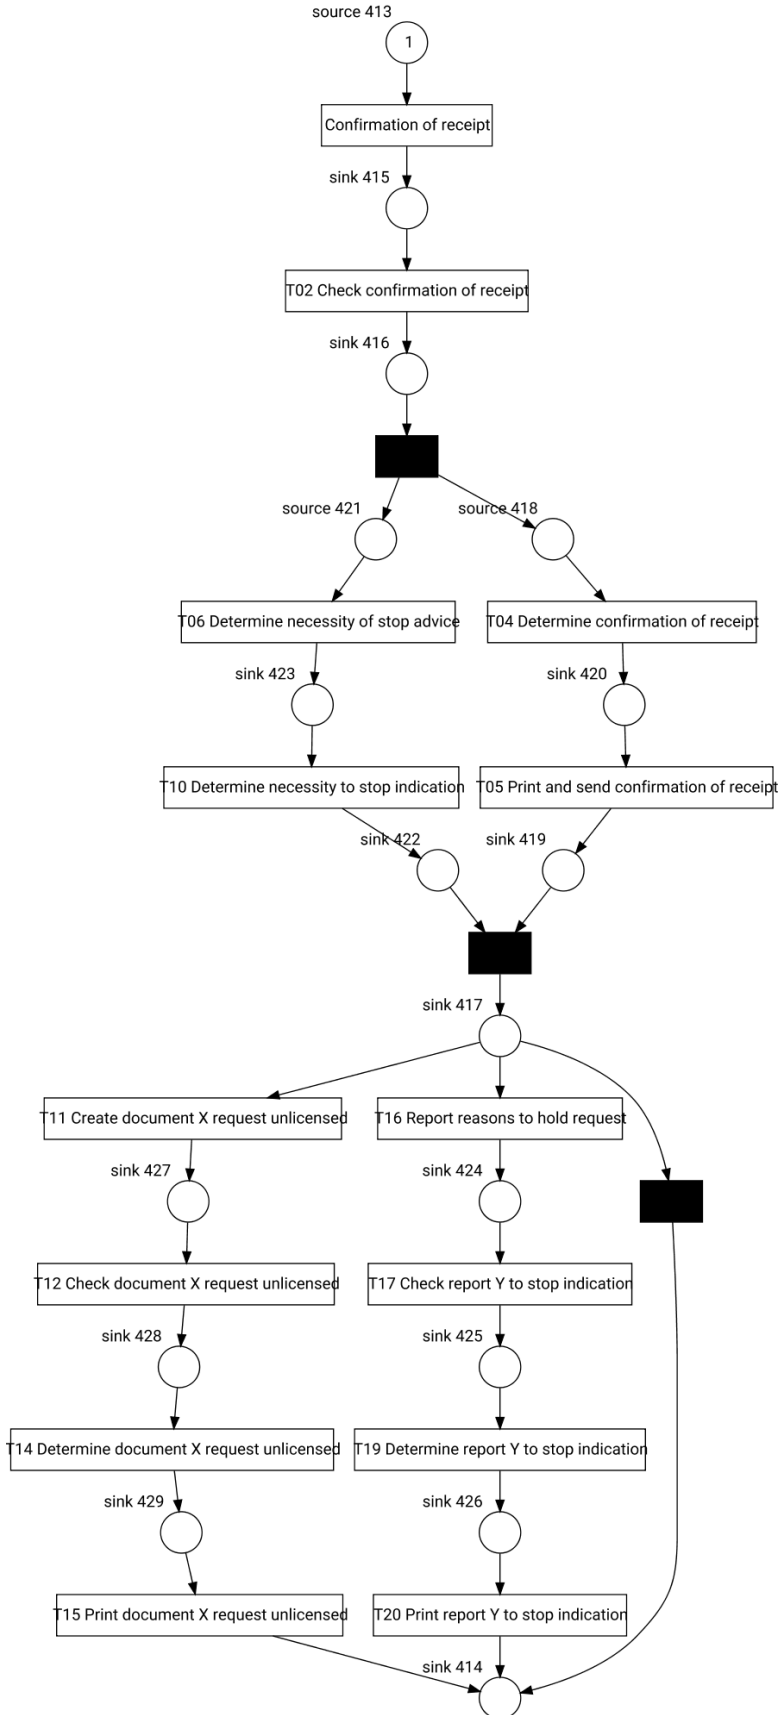 source 413
1
Confirmation of receipt
sink 415
T02 Check confirmation of receipt
sink 416
source 421
source 418
T06 Determine necessity of stop advice
T04 Determine confirmation of receipt
sink 423
sink 420
T10 Determine necessity to stop indication
T05 Print and send confirmation of receipt
sink 422
sink 419
sink 417
T11 Create document X request unlicensed
T16 Report reasons to hold request
sink 427
sink 424
T12 Check document X request unlicensed
T17 Check report Y to stop indication
sink 428
sink 425
T14 Determine document X request unlicensed
T19 Determine report Y to stop indication
sink 429
sink 426
T15 Print document X request unlicensed
T20 Print report Y to stop indication
sink 414